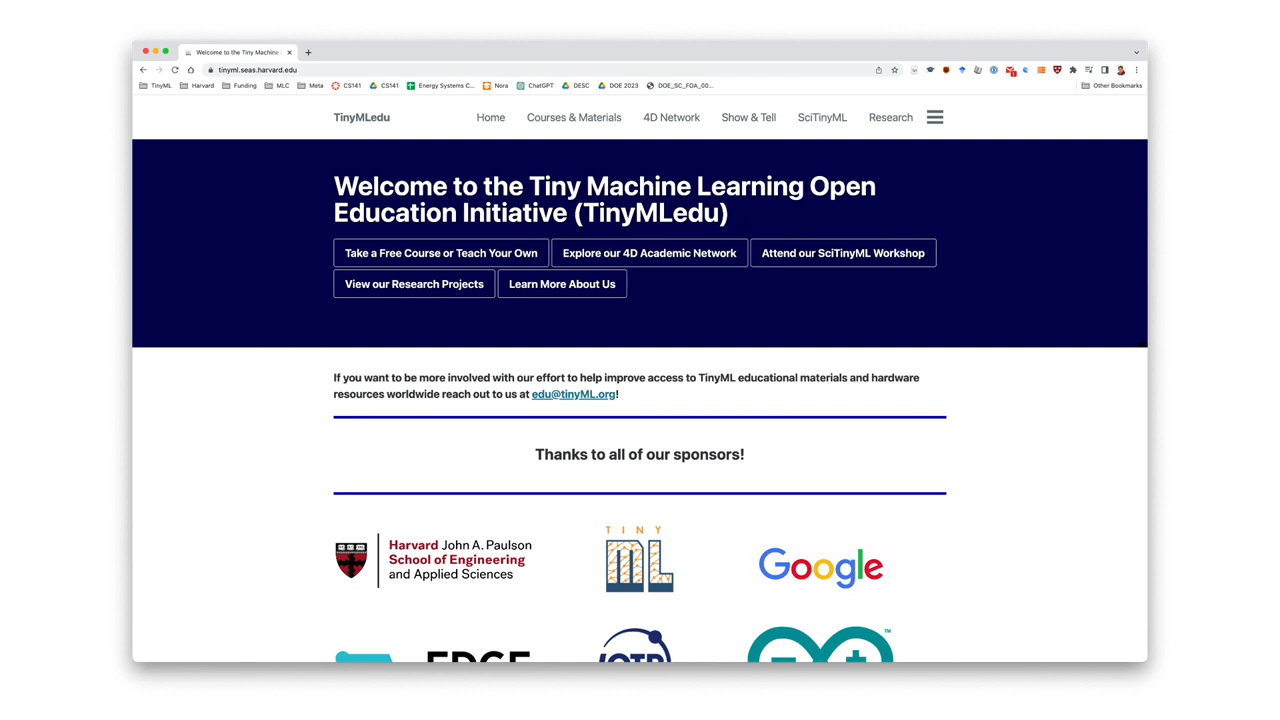 Welcome to the Tiny Machine
tinyml.seas.harvard.edu
TinyML Harvard Funding MLC Meta CS141 CS141 Energy Systems C... Nora ChatGPT DESC DOE 2023 DOE_SC_FOA_00... Other Bookmarks
TinyMLedu Home Courses & Materials 4D Network Show & Tell SciTinyML Research
Welcome to the Tiny Machine Learning Open
Education Initiative (TinyMLedu)
Take a Free Course or Teach Your Own Explore our 4D Academic Network Attend our SciTinyML Workshop
View our Research Projects Learn More About Us
If you want to be more involved with our effort to help improve access to TinyML educational materials and hardware
resources worldwide reach out to us at edu@tinyML.org!
Thanks to all of our sponsors!
Harvard John A. Paulson
School of Engineering
and Applied Sciences
TINY
ML
Google
EDGE
TM